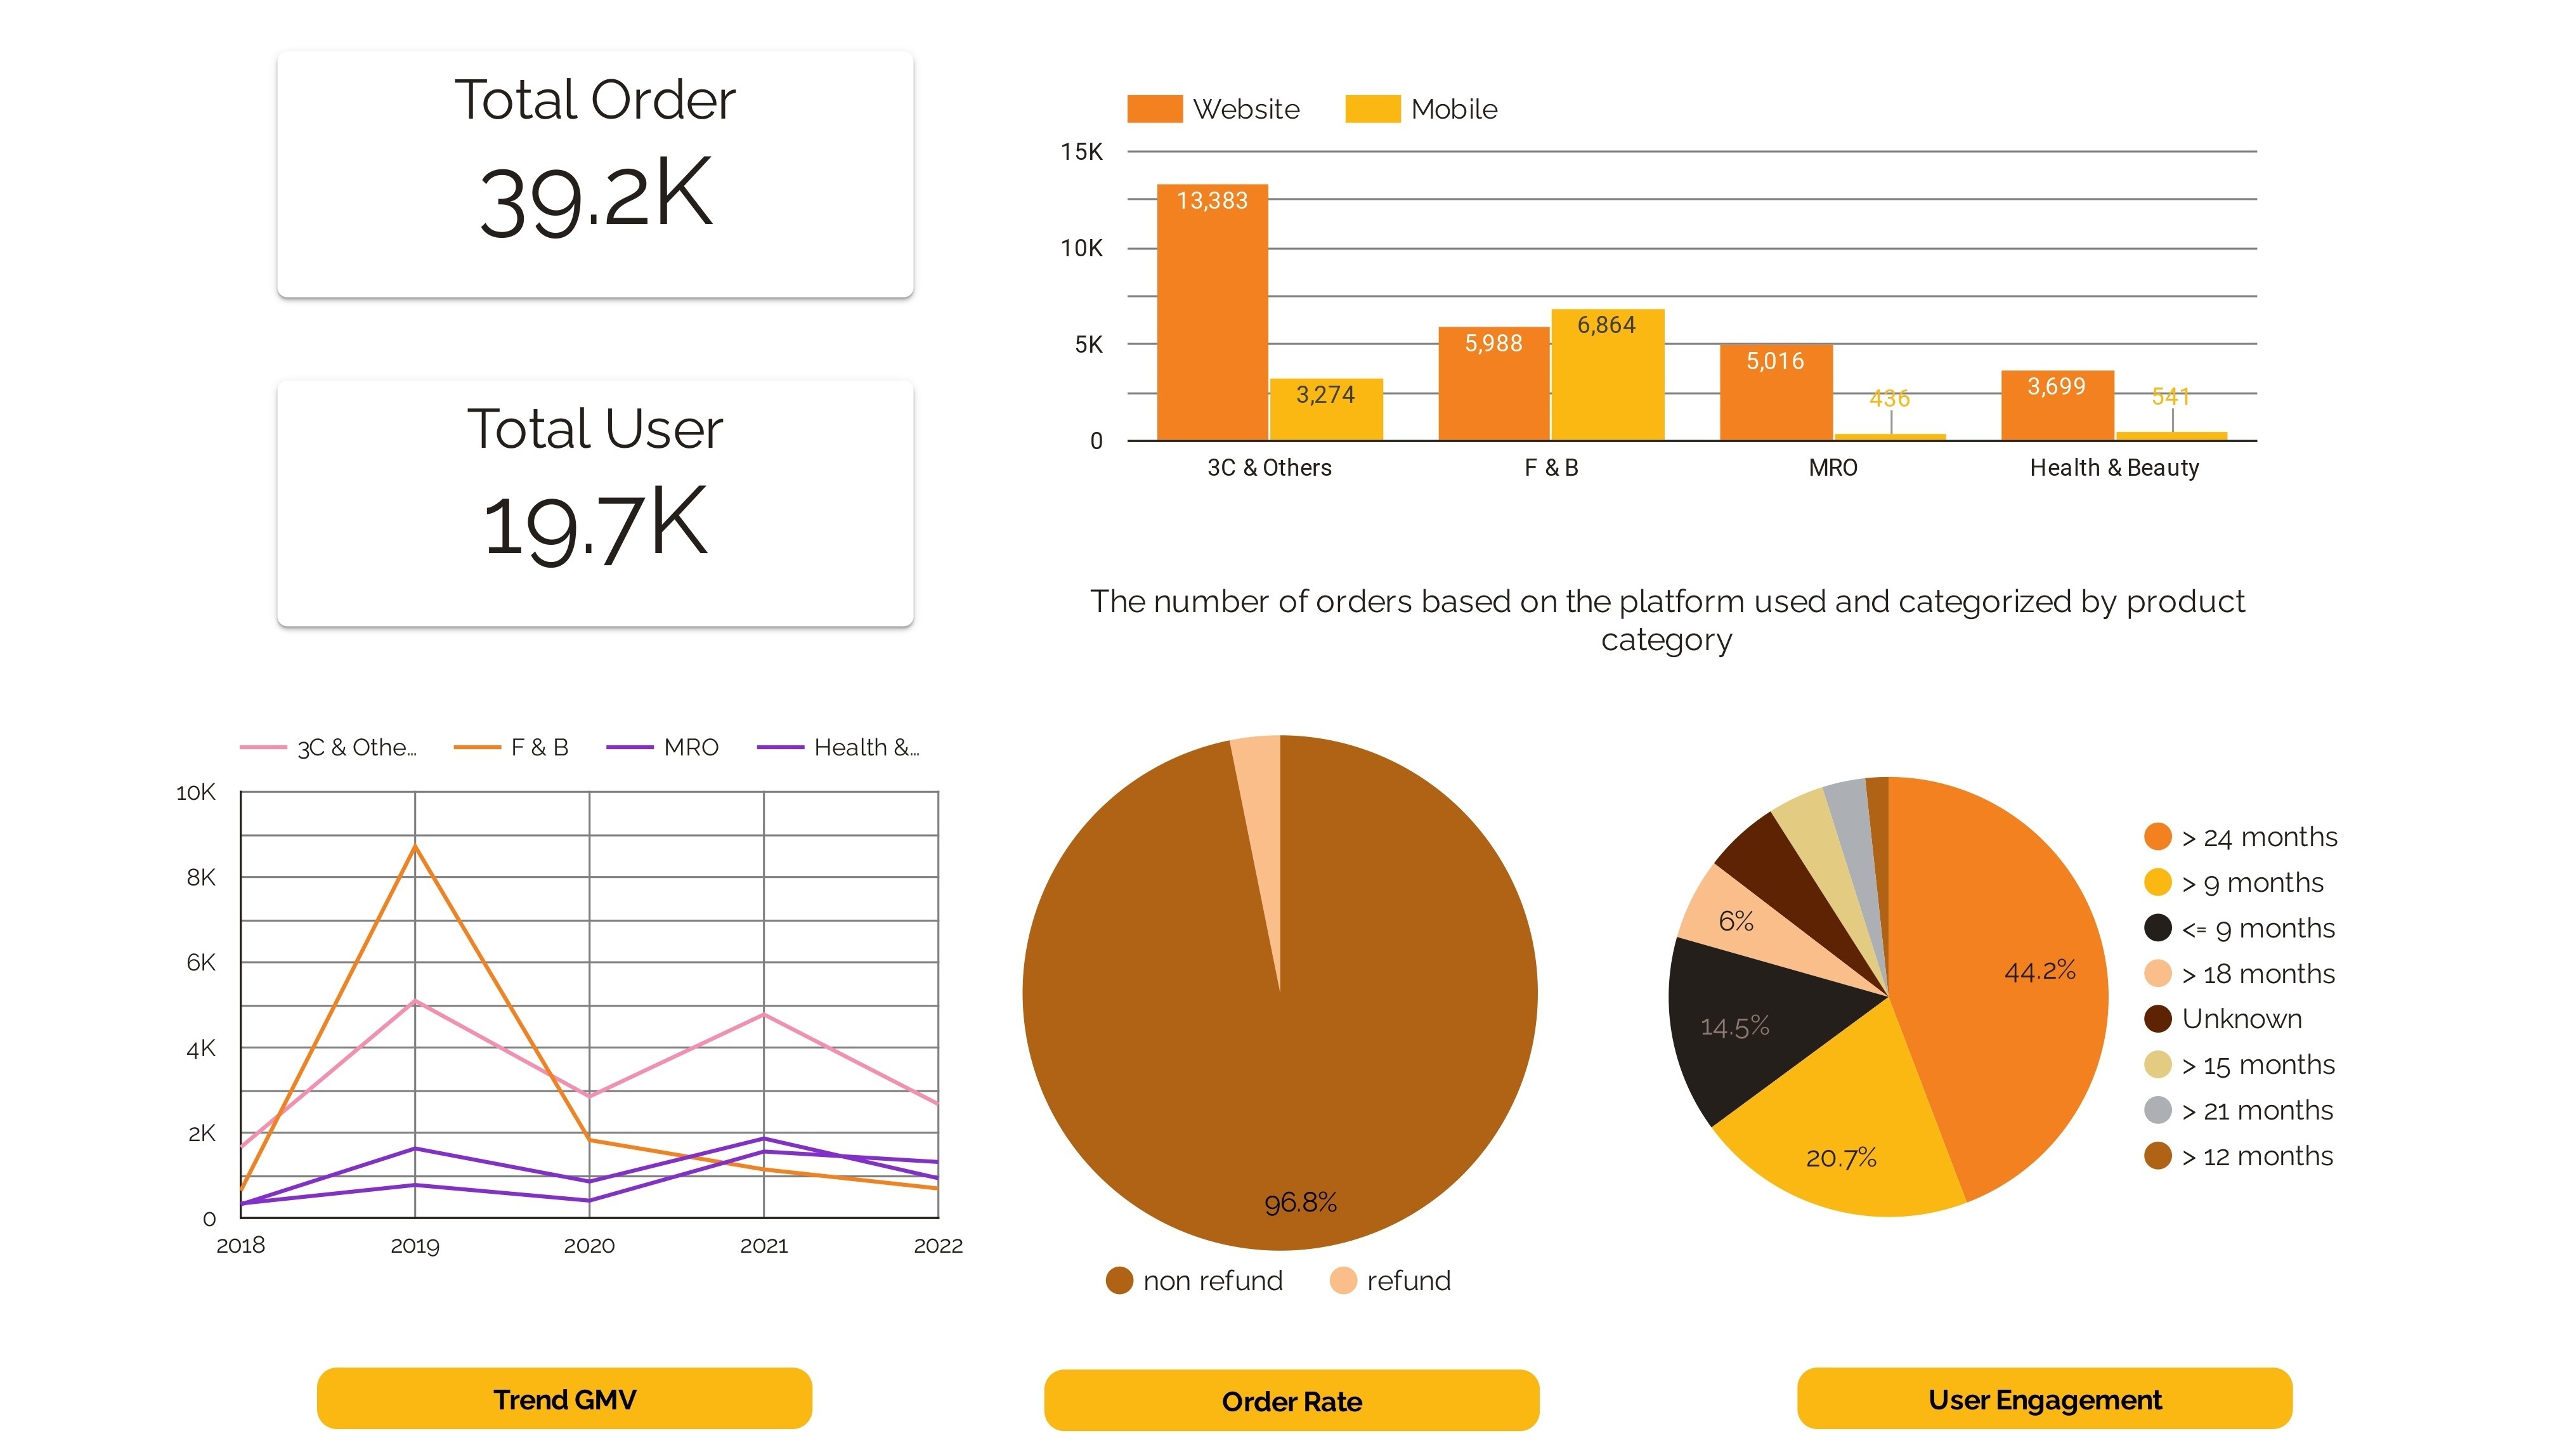 Total Order
39.2K
Total User
19.7K
Website Mobile
15K
10K
5K
0
13,383
3,274
5,988
6,864
5,016
436
3,699
541
3C & Others F & B MRO Health & Beauty
The number of orders based on the platform used and categorized by product
category
3C & Othe... F & B MRO Health &...
10K
8K
6K
4K
2K
0
2018 2019 2020 2021 2022
Trend GMV
96.8%
non refund refund
Order Rate
44.2%
20.7%
14.5%
6%
> 24 months
> 9 months
<= 9 months
> 18 months
Unknown
> 15 months
> 21 months
> 12 months
User Engagement